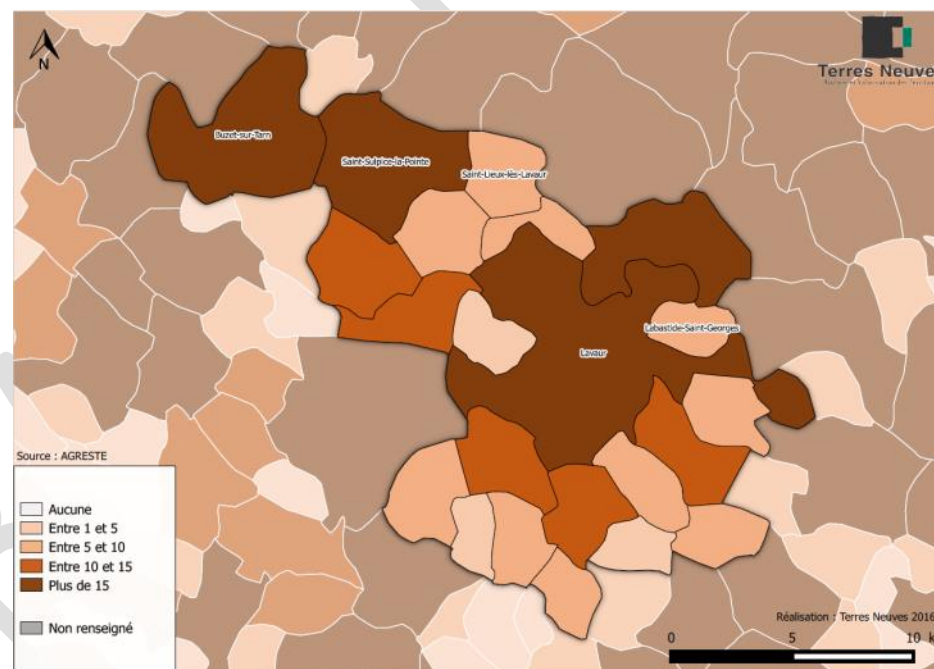 N
Terres Neuve
Buzet-sur-Tarn
Saint-Sulpice-la-Pointe
Saint-Lieux-lès-Lavaur
Labastide-Saint-Georges
Lavaur
Source : AGRESTE
Aucune
Entre 1 et 5
Entre 5 et 10
Entre 10 et 15
Plus de 15
Non renseigné
Réalisation : Terres Neuves 2016
0 5 10 k